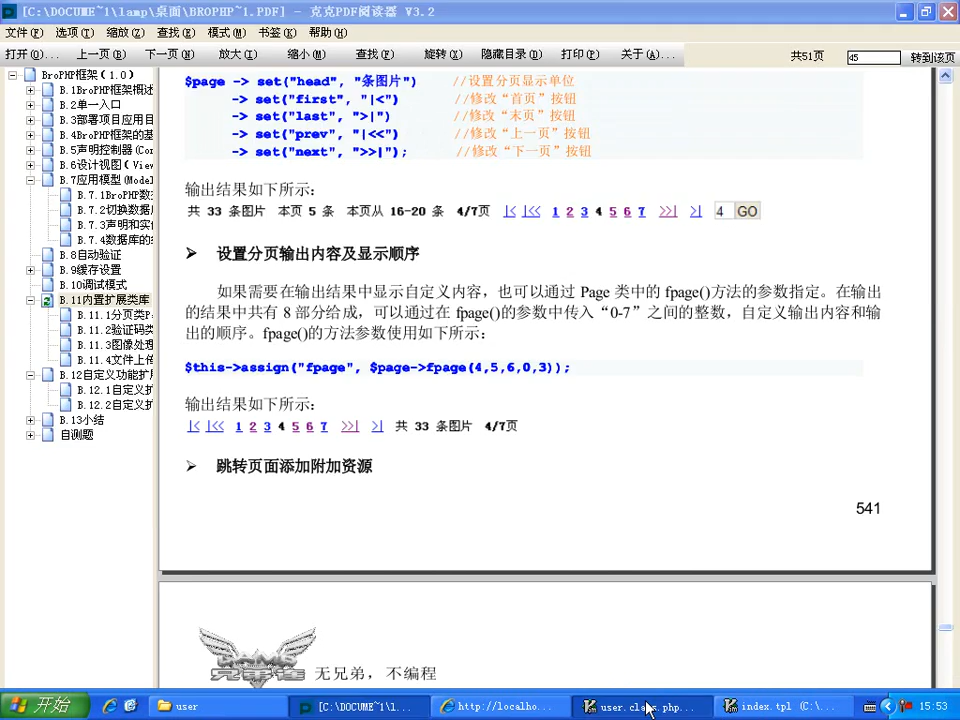 [C:\DOCUME~1\lamp\桌面\BROPHP~1.PDF] - 克克PDF阅读器 V3.2
文件(F) 选项(T) 缩放(Z) 查找(R) 模式(M) 书签(K) 帮助(H)
打开(O)... 上一页(B) 下一页(N) 放大(I) 缩小(M) 查找(F) 旋转(X) 隐藏目录(D) 打印(P) 关于(A)... 共51页 45 转到该页
BroPHP框架(1.0)
B.1BroPHP框架概述
B.2单一入口
B.3部署项目应用目
B.4BroPHP框架的基
B.5声明控制器(Con
B.6设计视图(View
B.7应用模型(Model
B.7.1BroPHP数
B.7.2切换数据库
B.7.3声明和实
B.7.4数据库的
B.8自动验证
B.9缓存设置
B.10调试模式
B.11内置扩展类库
B.11.1分页类P
B.11.2验证码类
B.11.3图像处理
B.11.4文件上传
B.12自定义功能扩
B.12.1自定义扩
B.12.2自定义扩
B.13小结
自测题
$page -> set("head", "条图片") //设置分页显示单位
-> set("first", "|<") //修改“首页”按钮
-> set("last", ">|") //修改“末页”按钮
-> set("prev", "|<<") //修改“上一页”按钮
-> set("next", ">>|"); //修改“下一页”按钮
输出结果如下所示:
共 33 条图片 本页 5 条 本页从 16-20 条 4/7页 |< |<< 1 2 3 4 5 6 7 >>| >| 4 GO
➢ 设置分页输出内容及显示顺序
如果需要在输出结果中显示自定义内容，也可以通过 Page 类中的 fpage()方法的参数指定。在输出
的结果中共有 8 部分给成，可以通过在 fpage()的参数中传入“0-7”之间的整数，自定义输出内容和输
出的顺序。fpage()的方法参数使用如下所示:
$this->assign("fpage", $page->fpage(4,5,6,0,3));
输出结果如下所示:
|< |<< 1 2 3 4 5 6 7 >>| >| 共 33 条图片 4/7页
➢ 跳转页面添加附加资源
541
兄弟连 无兄弟，不编程
开始 user [C:\DOCUME~1\l... http://localho... user.class.php... index.tpl (C:\... 15:53